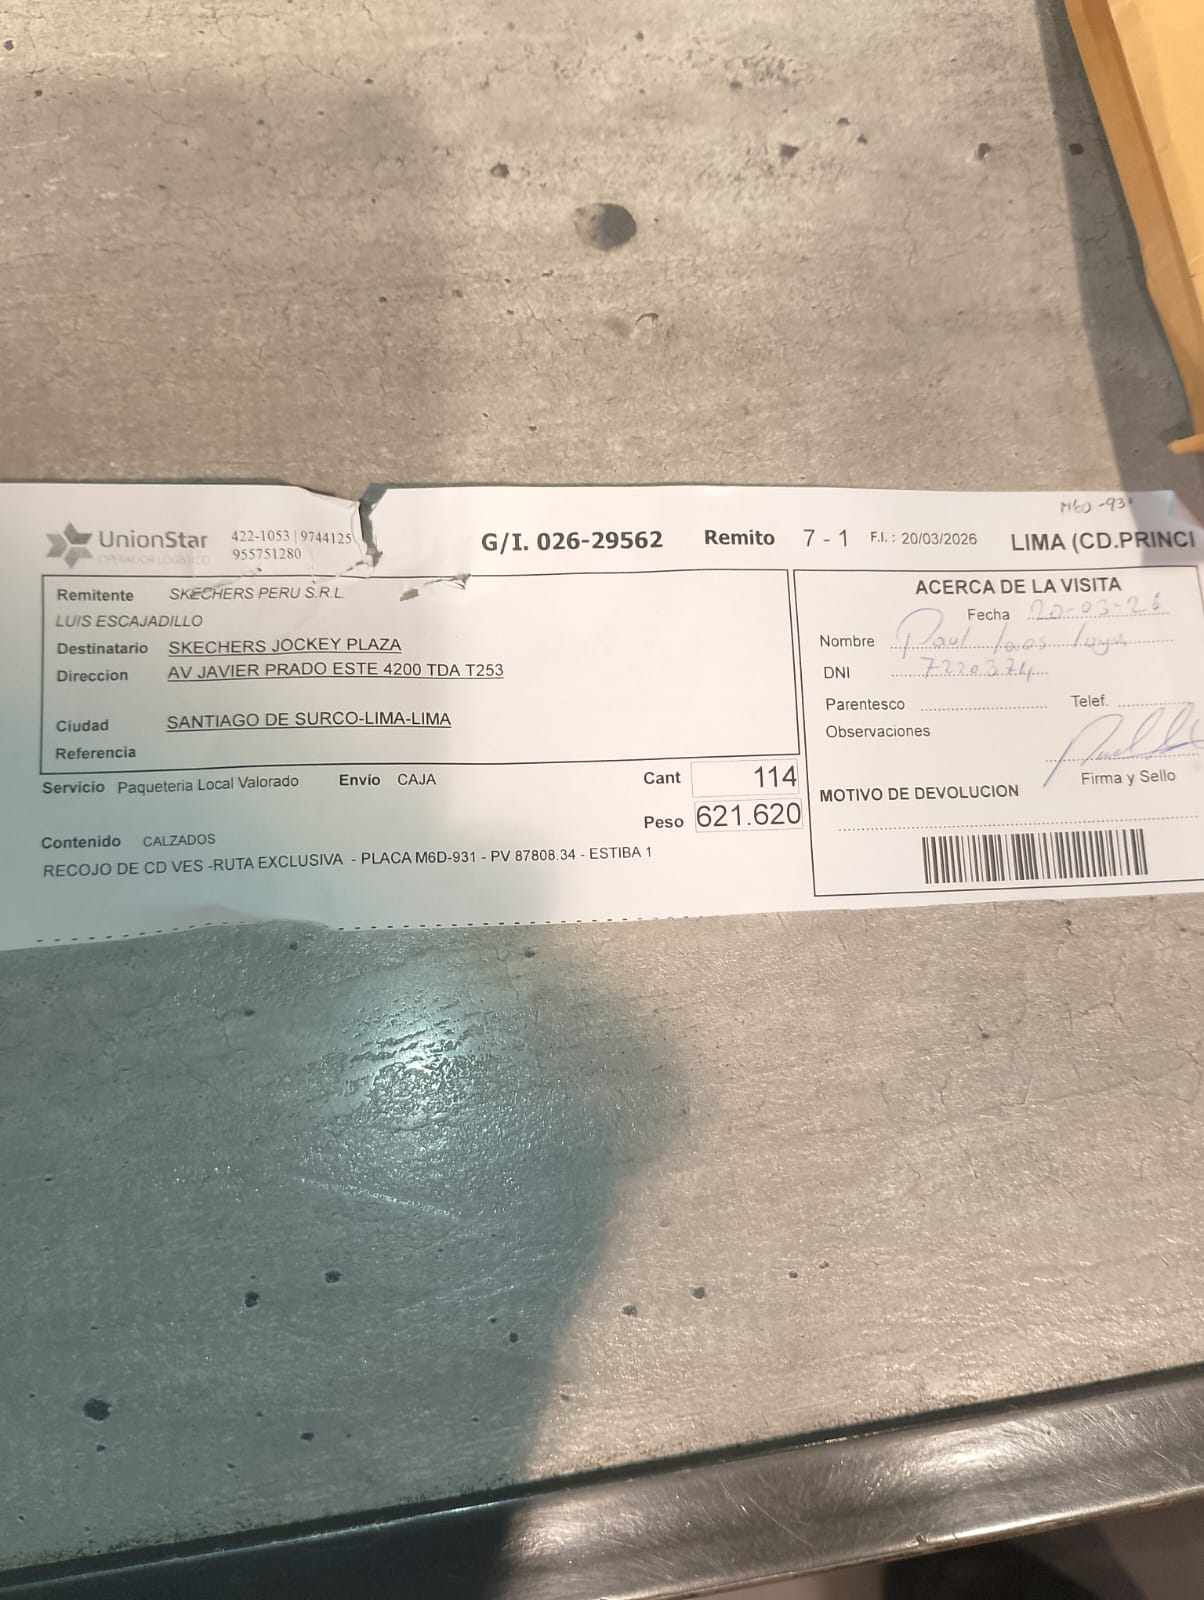 M6D-931
UnionStar
OPERADOR LOGISTICO
422-1053 | 9744125
955751280
G/I. 026-29562
Remito 7 - 1
F.I. : 20/03/2026
LIMA (CD.PRINCI
Remitente SKECHERS PERU S.R.L.
LUIS ESCAJADILLO
Destinatario SKECHERS JOCKEY PLAZA
Direccion AV JAVIER PRADO ESTE 4200 TDA T253
Ciudad SANTIAGO DE SURCO-LIMA-LIMA
Referencia
Servicio Paqueteria Local Valorado Envío CAJA
Cant 114
Peso 621.620
Contenido CALZADOS
RECOJO DE CD VES -RUTA EXCLUSIVA - PLACA M6D-931 - PV 87808.34 - ESTIBA 1
ACERCA DE LA VISITA
Fecha 20-03-26
Nombre Paul
DNI 7220374
Parentesco
Telef.
Observaciones
Firma y Sello
MOTIVO DE DEVOLUCION